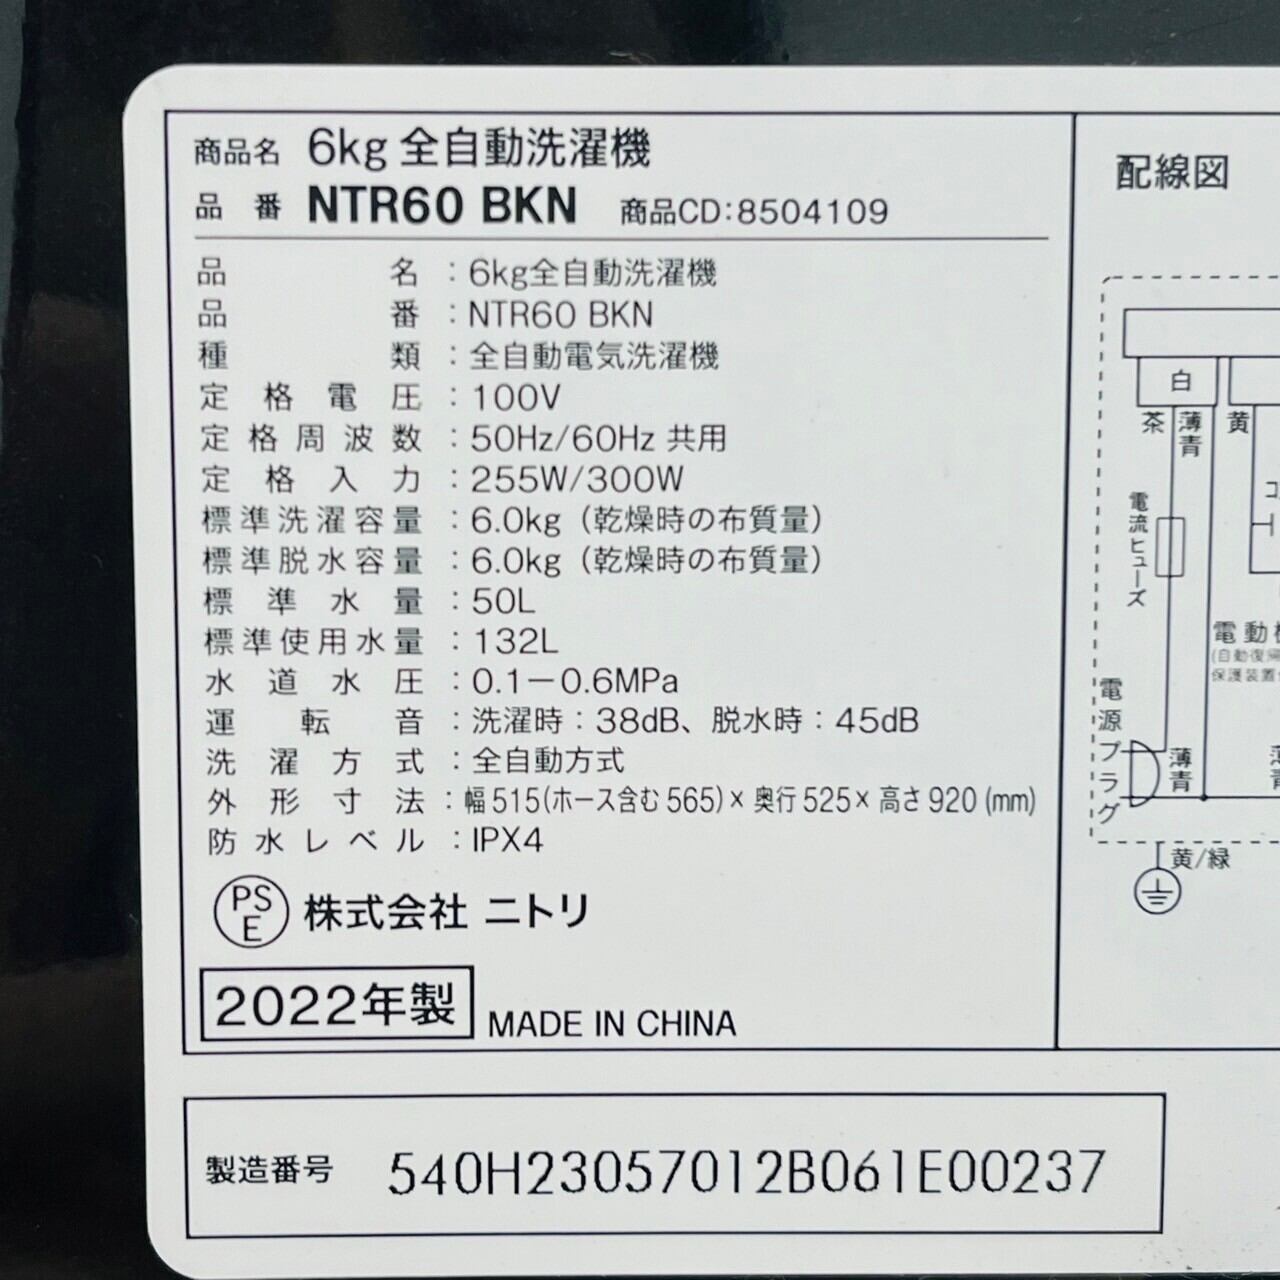 商品名 6kg 全自動洗濯機
品番 NTR60 BKN 商品CD:8504109
品名:6kg全自動洗濯機
品番:NTR60 BKN
種類:全自動電気洗濯機
定格電圧:100V
定格周波数:50Hz/60Hz 共用
定格入力:255W/300W
標準洗濯容量:6.0kg(乾燥時の布質量)
標準脱水容量:6.0kg(乾燥時の布質量)
標準水量:50L
標準使用水量:132L
水道水圧:0.1-0.6MPa
運転音:洗濯時:38dB、脱水時:45dB
洗濯方式:全自動方式
外形寸法:幅515(ホース含む565)×奥行525×高さ920(mm)
防水レベル:IPX4
PS
E
株式会社 ニトリ
2022年製 MADE IN CHINA
製造番号 540H23057012B061E00237
配線図
白
茶 薄青 黄
電流ヒューズ
電動
(自動復帰
保護装置
電源プラグ
薄青
黄/緑